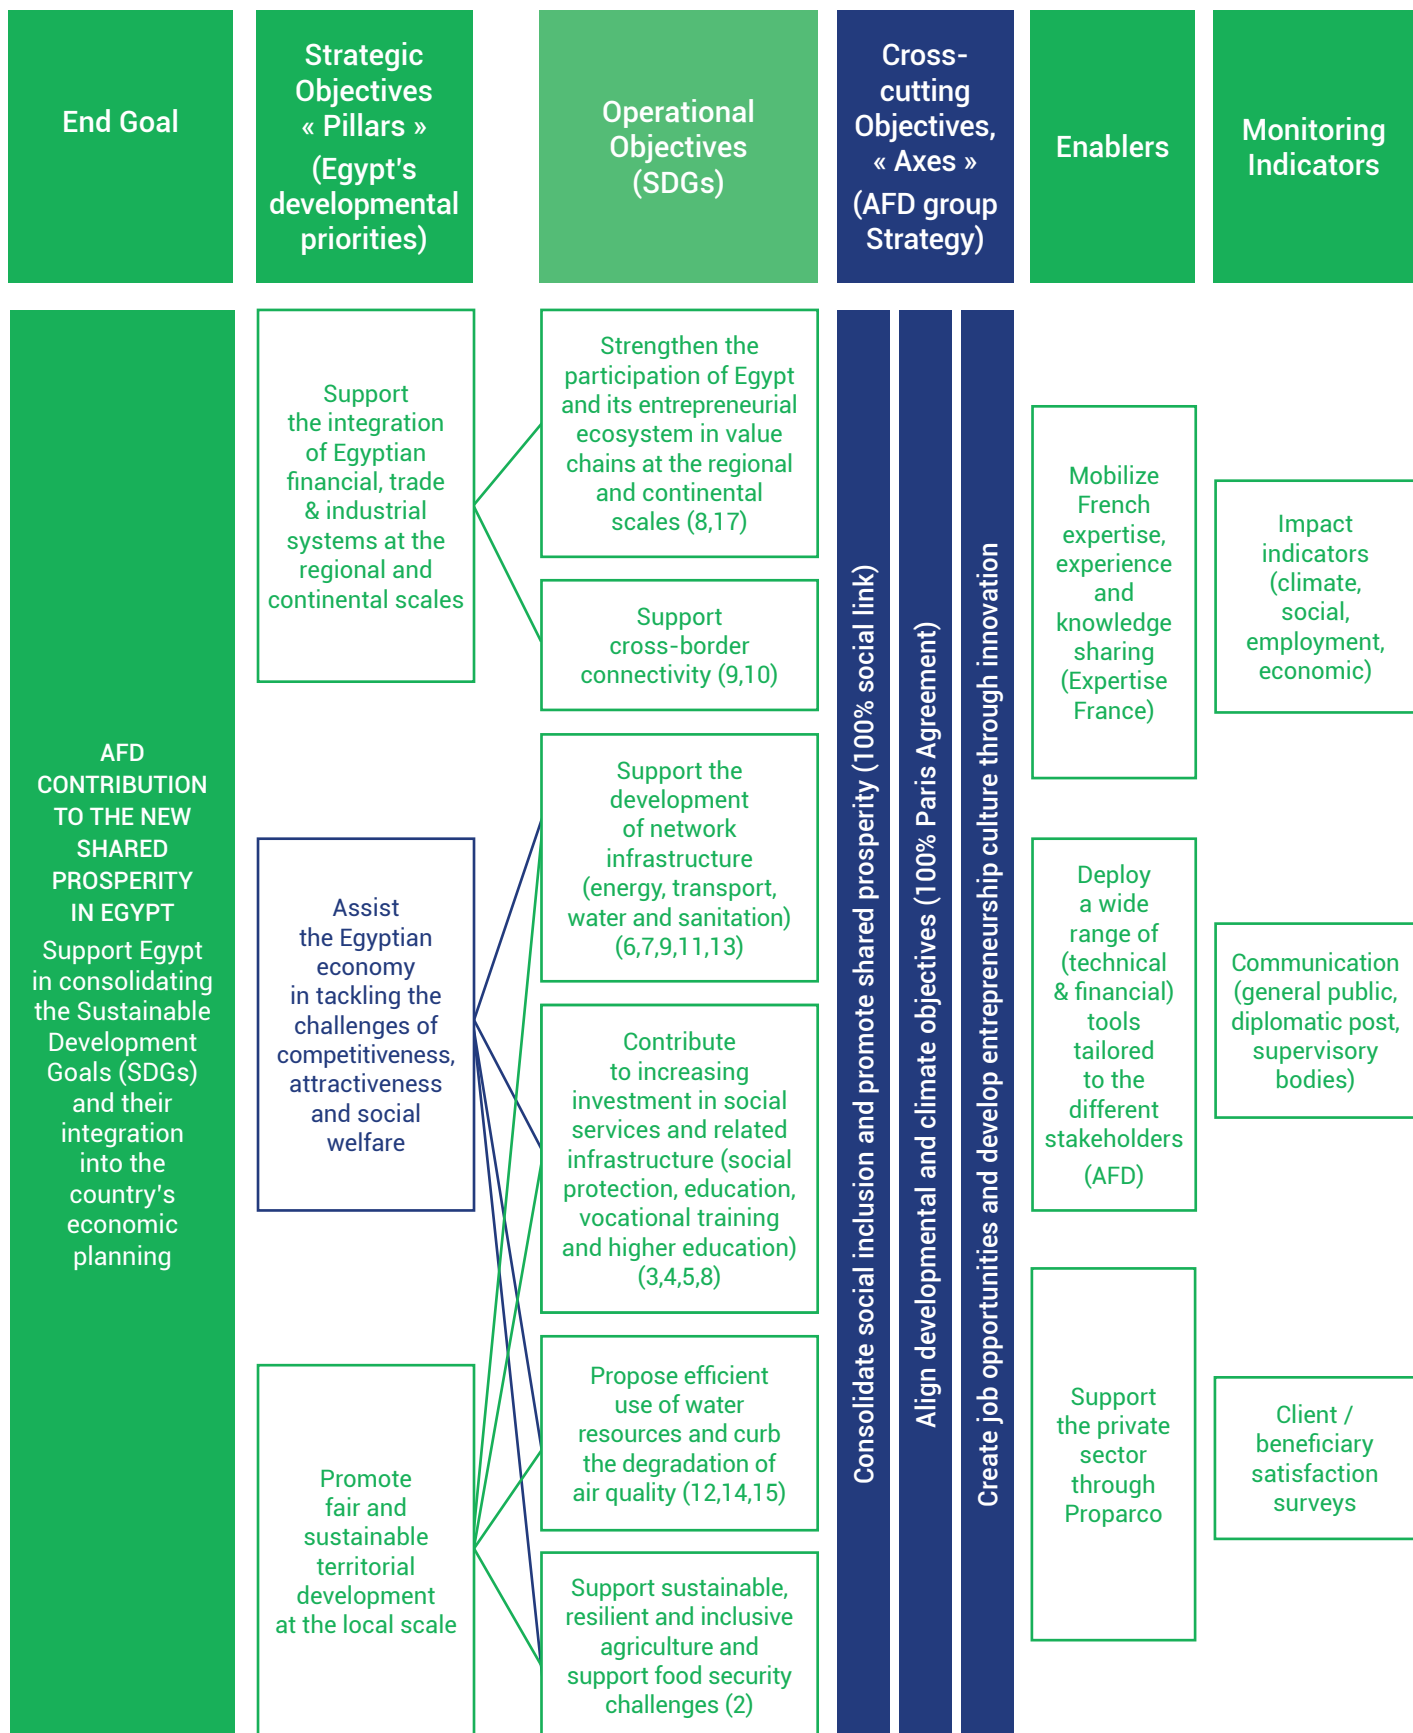 End Goal
Strategic
Objectives
« Pillars »
(Egypt's
developmental
priorities)
Operational
Objectives
(SDGs)
Cross-
cutting
Objectives,
« Axes »
(AFD group
Strategy)
Enablers
Monitoring
Indicators
AFD
CONTRIBUTION
TO THE NEW
SHARED
PROSPERITY
IN EGYPT
Support Egypt
in consolidating
the Sustainable
Development
Goals (SDGs)
and their
integration
into the
country's
economic
planning
Support
the integration
of Egyptian
financial, trade
& industrial
systems at the
regional and
continental scales
Assist
the Egyptian
economy
in tackling the
challenges of
competitiveness,
attractiveness
and social
welfare
Promote
fair and
sustainable
territorial
development
at the local scale
Strengthen the
participation of Egypt
and its entrepreneurial
ecosystem in value
chains at the regional
and continental
scales (8,17)
Support
cross-border
connectivity (9,10)
Support the
development
of network
infrastructure
(energy, transport,
water and sanitation)
(6,7,9,11,13)
Contribute
to increasing
investment in social
services and related
infrastructure (social
protection, education,
vocational training
and higher education)
(3,4,5,8)
Propose efficient
use of water
resources and curb
the degradation of
air quality (12,14,15)
Support sustainable,
resilient and inclusive
agriculture and
support food security
challenges (2)
Consolidate social inclusion and promote shared prosperity (100% social link)
Align developmental and climate objectives (100% Paris Agreement)
Create job opportunities and develop entrepreneurship culture through innovation
Mobilize
French
expertise,
experience
and
knowledge
sharing
(Expertise
France)
Deploy
a wide
range of
(technical
& financial)
tools
tailored
to the
different
stakeholders
(AFD)
Support
the private
sector
through
Proparco
Impact
indicators
(climate,
social,
employment,
economic)
Communication
(general public,
diplomatic post,
supervisory
bodies)
Client /
beneficiary
satisfaction
surveys